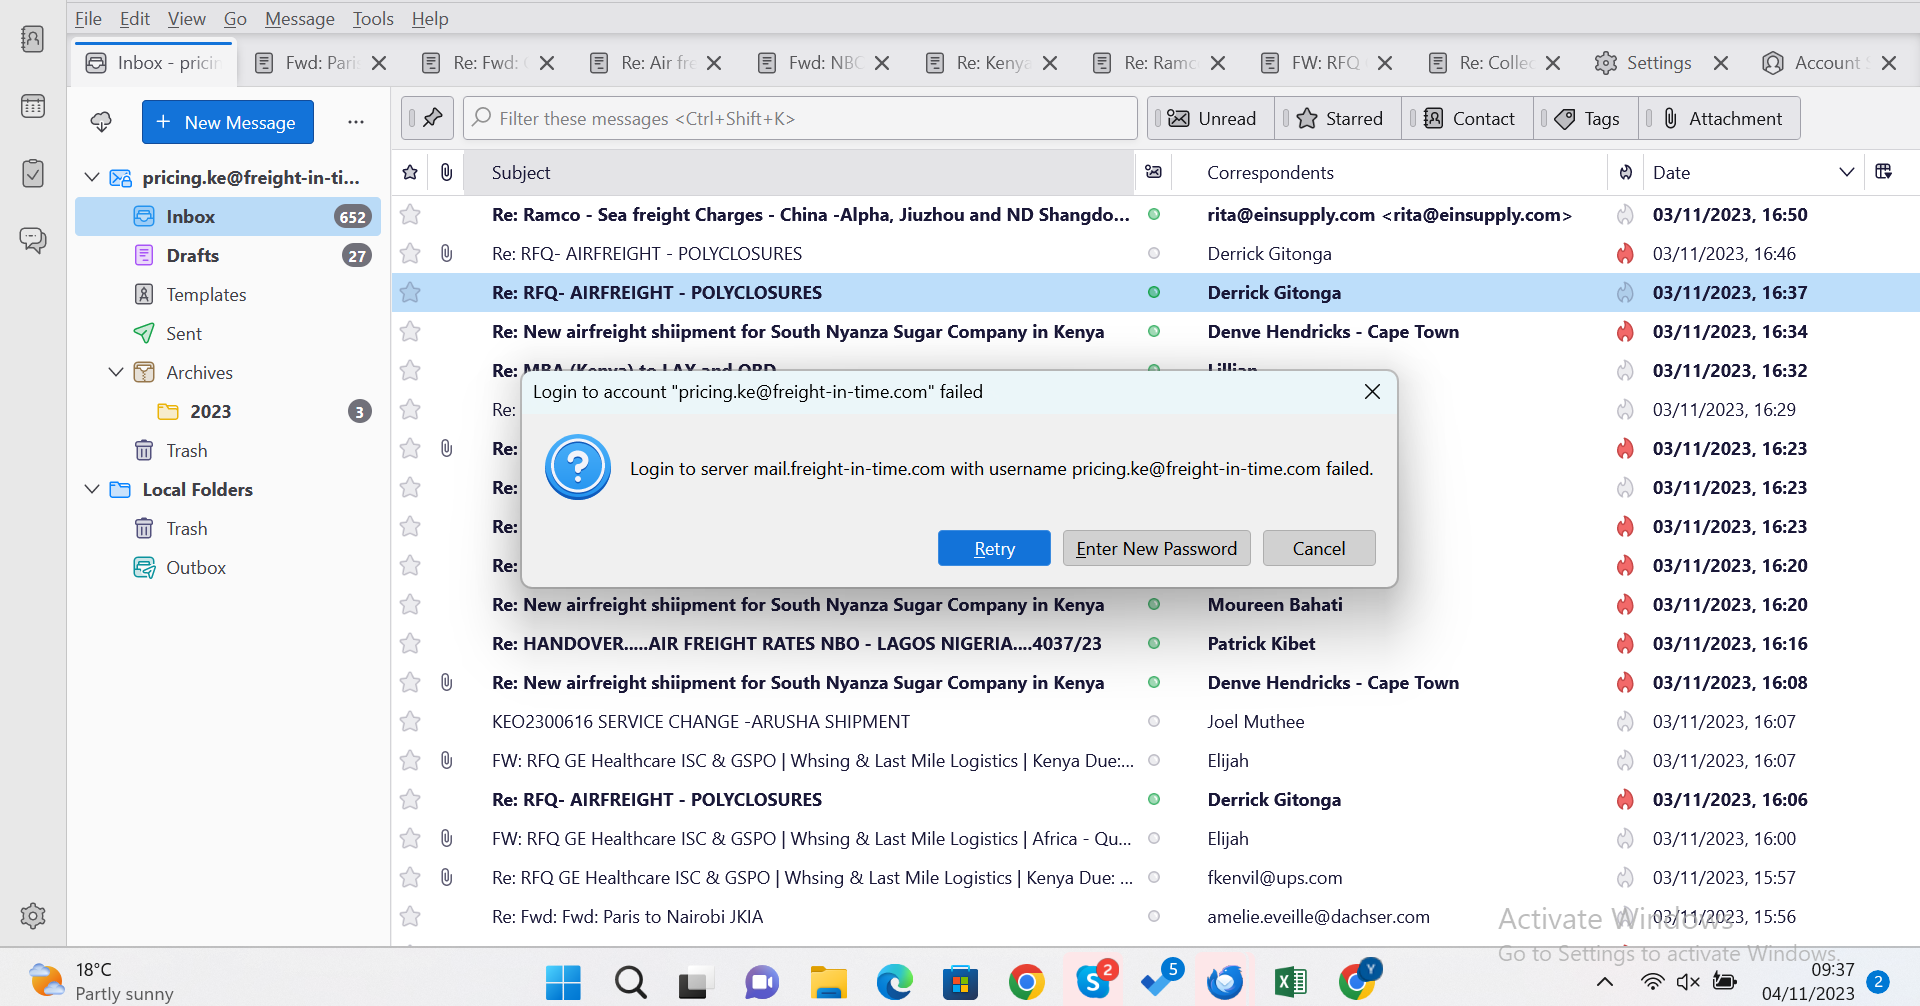 File Edit View Go Message Tools Help
Inbox - pricin Fwd: Pari Re: Fwd: Re: Air fre Fwd: NBC Re: Kenya Re: Ramc FW: RFQ Re: Collec Settings Account
+ New Message ...
Filter these messages <Ctrl+Shift+K>
Unread Starred Contact Tags Attachment
pricing.ke@freight-in-ti...
Inbox 652
Drafts 27
Templates
Sent
Archives
2023 3
Trash
Local Folders
Trash
Outbox
Subject Correspondents Date
Re: Ramco - Sea freight Charges - China -Alpha, Jiuzhou and ND Shangdo... rita@einsupply.com <rita@einsupply.com> 03/11/2023, 16:50
Re: RFQ- AIRFREIGHT - POLYCLOSURES Derrick Gitonga 03/11/2023, 16:46
Re: RFQ- AIRFREIGHT - POLYCLOSURES Derrick Gitonga 03/11/2023, 16:37
Re: New airfreight shiipment for South Nyanza Sugar Company in Kenya Denve Hendricks - Cape Town 03/11/2023, 16:34
Re: MBA (Kenya) to LAX and ORD Lillian 03/11/2023, 16:32
Re: 03/11/2023, 16:29
Re: 03/11/2023, 16:23
Re: 03/11/2023, 16:23
Re: 03/11/2023, 16:23
Re: 03/11/2023, 16:20
Login to account "pricing.ke@freight-in-time.com" failed
Login to server mail.freight-in-time.com with username pricing.ke@freight-in-time.com failed.
Retry Enter New Password Cancel
Re: New airfreight shiipment for South Nyanza Sugar Company in Kenya Moureen Bahati 03/11/2023, 16:20
Re: HANDOVER.....AIR FREIGHT RATES NBO - LAGOS NIGERIA....4037/23 Patrick Kibet 03/11/2023, 16:16
Re: New airfreight shiipment for South Nyanza Sugar Company in Kenya Denve Hendricks - Cape Town 03/11/2023, 16:08
KEO2300616 SERVICE CHANGE -ARUSHA SHIPMENT Joel Muthee 03/11/2023, 16:07
FW: RFQ GE Healthcare ISC & GSPO | Whsing & Last Mile Logistics | Kenya Due:... Elijah 03/11/2023, 16:07
Re: RFQ- AIRFREIGHT - POLYCLOSURES Derrick Gitonga 03/11/2023, 16:06
FW: RFQ GE Healthcare ISC & GSPO | Whsing & Last Mile Logistics | Africa - Qu... Elijah 03/11/2023, 16:00
Re: RFQ GE Healthcare ISC & GSPO | Whsing & Last Mile Logistics | Kenya Due: ... fkenvil@ups.com 03/11/2023, 15:57
Re: Fwd: Fwd: Paris to Nairobi JKIA amelie.eveille@dachser.com 03/11/2023, 15:56
Activate Windows
Go to Settings to activate Windows.
18°C
Partly sunny
2 5 Y
09:37
04/11/2023
2